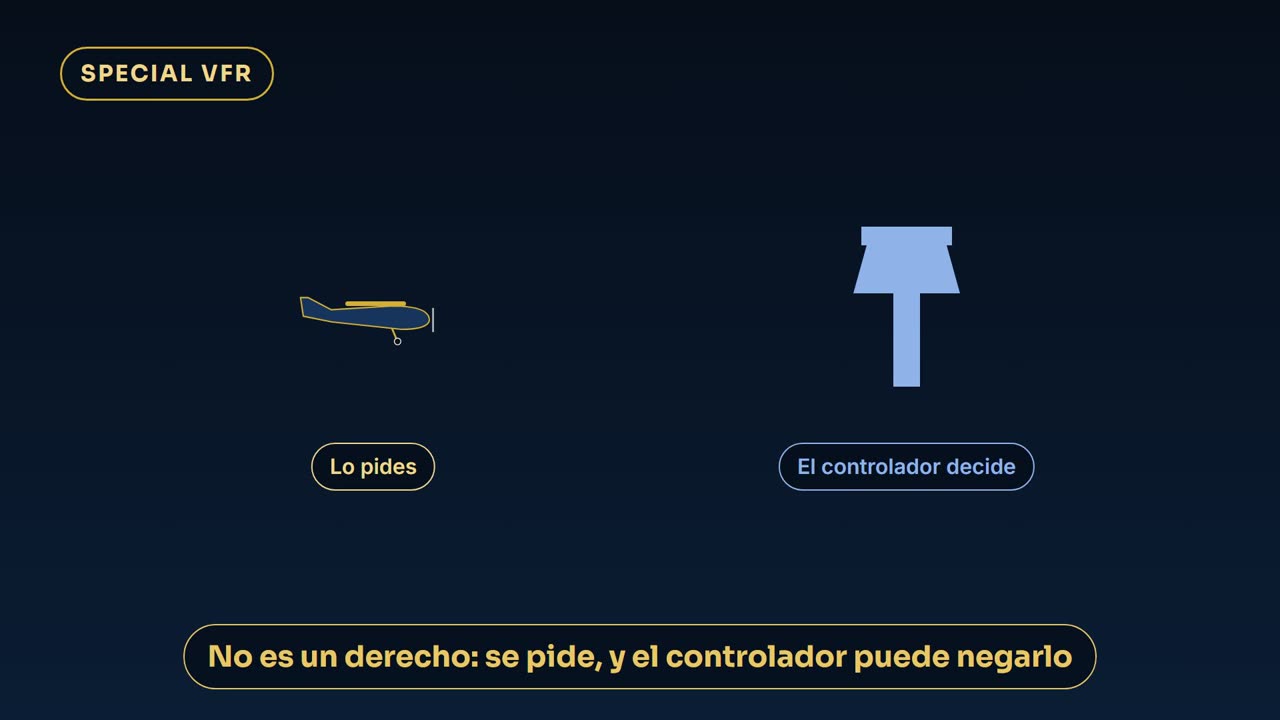 SPECIAL VFR
Lo pides
El controlador decide
No es un derecho: se pide, y el controlador puede negarlo